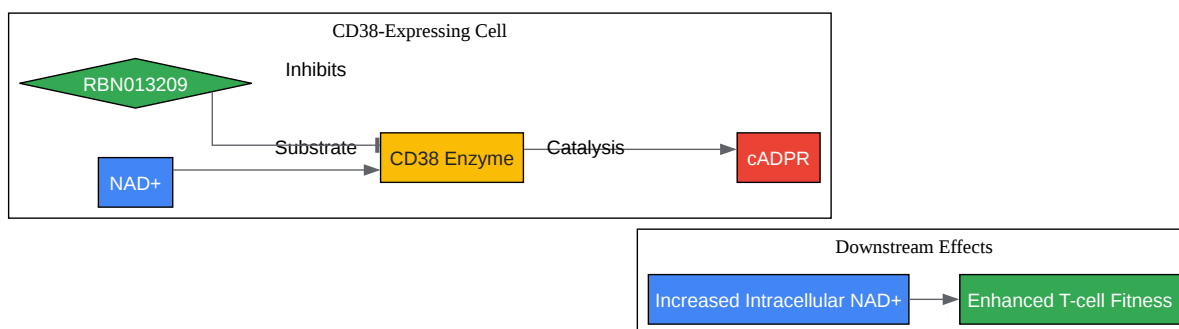 CD38-Expressing Cell
RBN013209
Inhibits
Substrate
CD38 Enzyme
Catalysis
cADPR
NAD+
Downstream Effects
Increased Intracellular NAD+
Enhanced T-cell Fitness